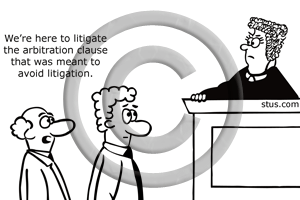 We're here to litigate
the arbitration clause
that was meant to
avoid litigation.
stus.com
©